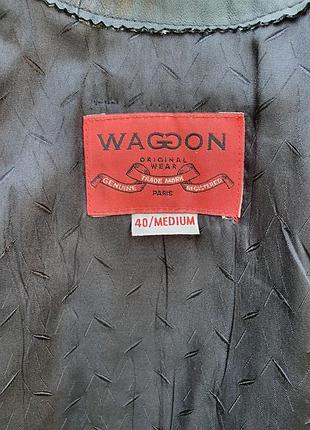 WAGGON
ORIGINAL
WEAR
GENUINE TRADE MARK REGISTERED
PARIS
40/MEDIUM